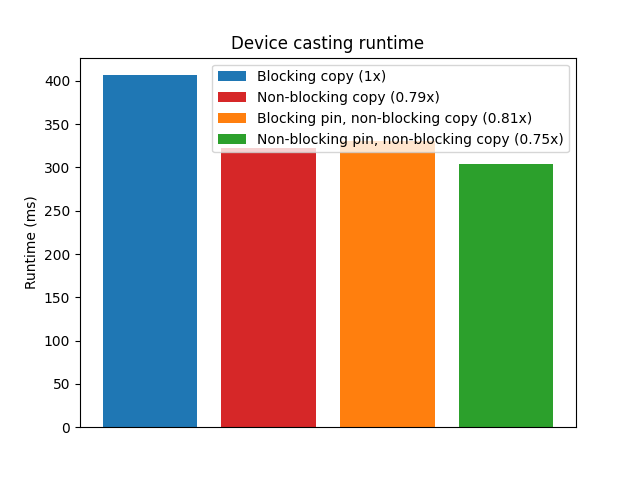 Device casting runtime
Blocking copy (1x)
Non-blocking copy (0.79x)
Blocking pin, non-blocking copy (0.81x)
Non-blocking pin, non-blocking copy (0.75x)
Runtime (ms)
400
350
300
250
200
150
100
50
0